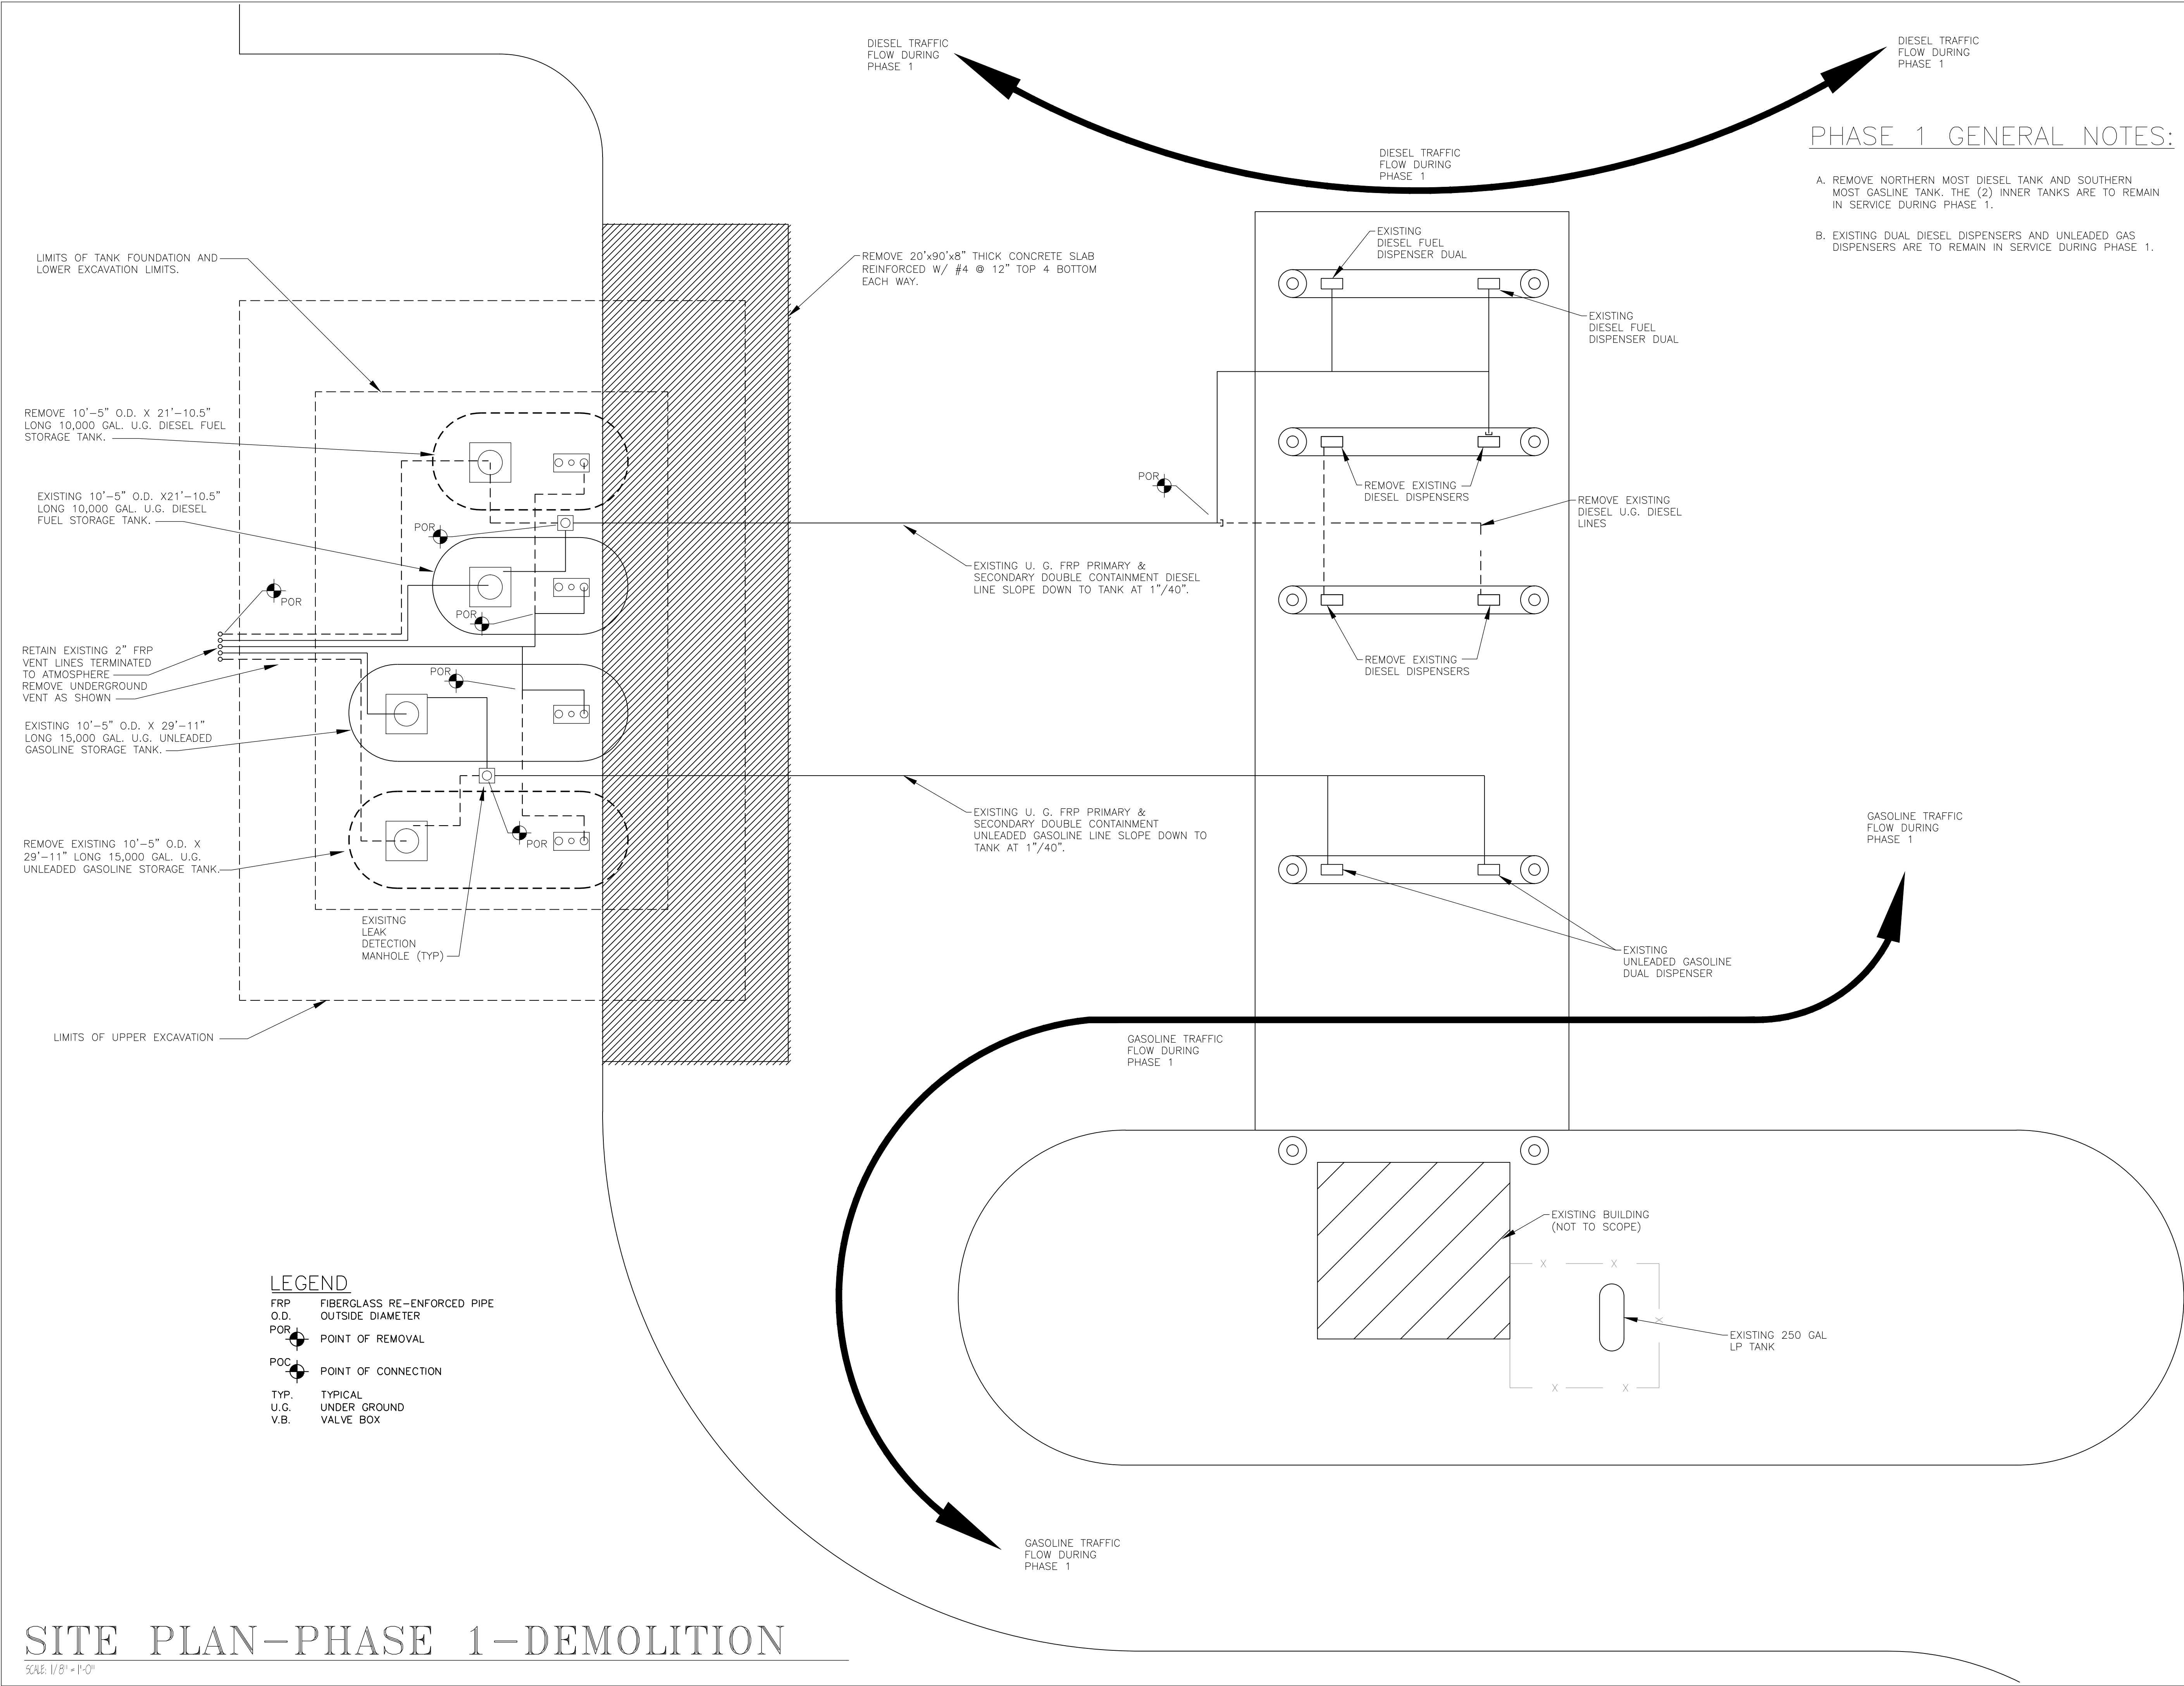 DIESEL TRAFFIC
FLOW DURING
PHASE 1
DIESEL TRAFFIC
FLOW DURING
PHASE 1
DIESEL TRAFFIC
FLOW DURING
PHASE 1
PHASE 1 GENERAL NOTES:
A. REMOVE NORTHERN MOST DIESEL TANK AND SOUTHERN
MOST GASLINE TANK. THE (2) INNER TANKS ARE TO REMAIN
IN SERVICE DURING PHASE 1.
B. EXISTING DUAL DIESEL DISPENSERS AND UNLEADED GAS
DISPENSERS ARE TO REMAIN IN SERVICE DURING PHASE 1.
LIMITS OF TANK FOUNDATION AND
LOWER EXCAVATION LIMITS.
REMOVE 20'x90'x8" THICK CONCRETE SLAB
REINFORCED W/ #4 @ 12" TOP 4 BOTTOM
EACH WAY.
EXISTING
DIESEL FUEL
DISPENSER DUAL
EXISTING
DIESEL FUEL
DISPENSER DUAL
REMOVE 10'-5" O.D. X 21'-10.5"
LONG 10,000 GAL. U.G. DIESEL FUEL
STORAGE TANK.
EXISTING 10'-5" O.D. X21'-10.5"
LONG 10,000 GAL. U.G. DIESEL
FUEL STORAGE TANK.
POR
POR
REMOVE EXISTING
DIESEL DISPENSERS
REMOVE EXISTING
DIESEL U.G. DIESEL
LINES
EXISTING U. G. FRP PRIMARY &
SECONDARY DOUBLE CONTAINMENT DIESEL
LINE SLOPE DOWN TO TANK AT 1"/40".
POR
POR
POR
RETAIN EXISTING 2" FRP
VENT LINES TERMINATED
TO ATMOSPHERE
REMOVE UNDERGROUND
VENT AS SHOWN
REMOVE EXISTING
DIESEL DISPENSERS
EXISTING 10'-5" O.D. X 29'-11"
LONG 15,000 GAL. U.G. UNLEADED
GASOLINE STORAGE TANK.
EXISTING U. G. FRP PRIMARY &
SECONDARY DOUBLE CONTAINMENT
UNLEADED GASOLINE LINE SLOPE DOWN TO
TANK AT 1"/40".
GASOLINE TRAFFIC
FLOW DURING
PHASE 1
REMOVE EXISTING 10'-5" O.D. X
29'-11" LONG 15,000 GAL. U.G.
UNLEADED GASOLINE STORAGE TANK.
POR
EXISITNG
LEAK
DETECTION
MANHOLE (TYP)
EXISTING
UNLEADED GASOLINE
DUAL DISPENSER
LIMITS OF UPPER EXCAVATION
GASOLINE TRAFFIC
FLOW DURING
PHASE 1
EXISTING BUILDING
(NOT TO SCOPE)
X X
X
X X
EXISTING 250 GAL
LP TANK
LEGEND
FRP FIBERGLASS RE-ENFORCED PIPE
O.D. OUTSIDE DIAMETER
POR POINT OF REMOVAL
POC POINT OF CONNECTION
TYP. TYPICAL
U.G. UNDER GROUND
V.B. VALVE BOX
GASOLINE TRAFFIC
FLOW DURING
PHASE 1
SITE PLAN-PHASE 1-DEMOLITION
SCALE: 1/8" = 1'-0"